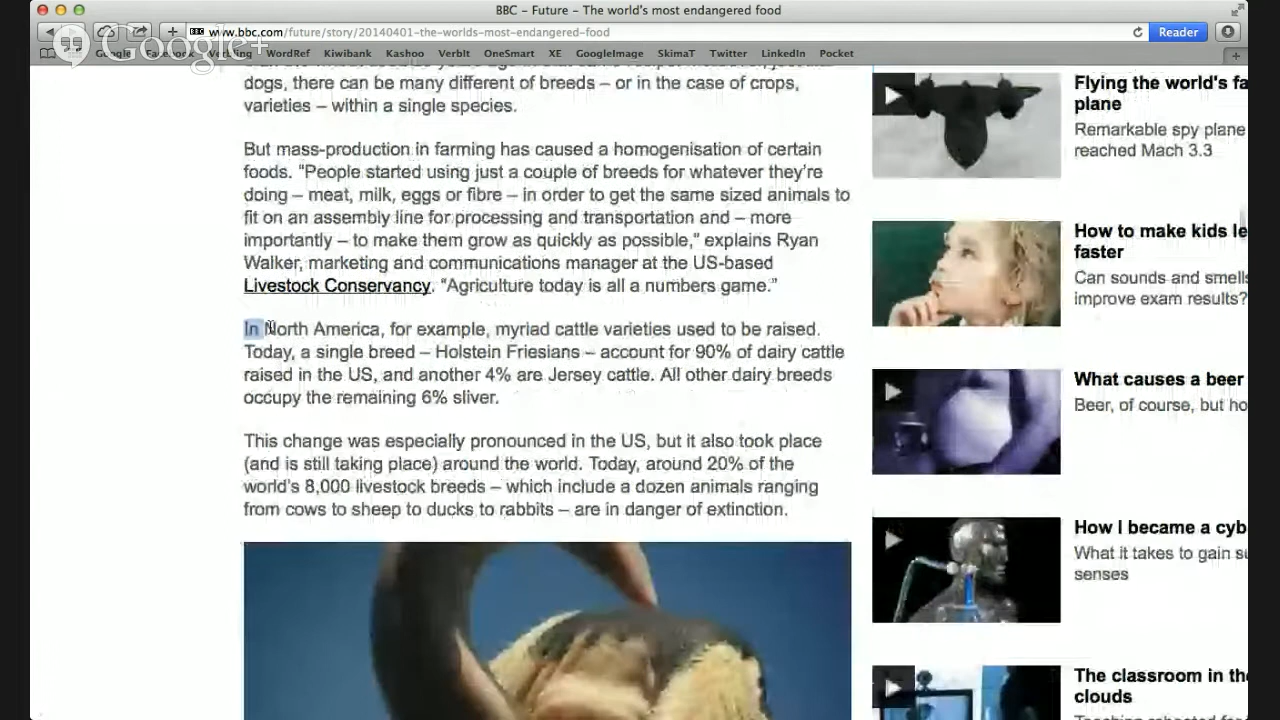 BBC - Future - The world's most endangered food
www.bbc.com/future/story/20140401-the-worlds-most-endangered-food
Reader
Google+
WordRef Kiwibank Kashoo Verbit OneSmart XE GoogleImage SkimaT Twitter LinkedIn Pocket
dogs, there can be many different of breeds – or in the case of crops,
varieties – within a single species.
But mass-production in farming has caused a homogenisation of certain
foods. “People started using just a couple of breeds for whatever they’re
doing – meat, milk, eggs or fibre – in order to get the same sized animals to
fit on an assembly line for processing and transportation and – more
importantly – to make them grow as quickly as possible,” explains Ryan
Walker, marketing and communications manager at the US-based
Livestock Conservancy. “Agriculture today is all a numbers game.”
In North America, for example, myriad cattle varieties used to be raised.
Today, a single breed – Holstein Friesians – account for 90% of dairy cattle
raised in the US, and another 4% are Jersey cattle. All other dairy breeds
occupy the remaining 6% sliver.
This change was especially pronounced in the US, but it also took place
(and is still taking place) around the world. Today, around 20% of the
world's 8,000 livestock breeds – which include a dozen animals ranging
from cows to sheep to ducks to rabbits – are in danger of extinction.
Flying the world's fa
plane
Remarkable spy plane
reached Mach 3.3
How to make kids le
faster
Can sounds and smells
improve exam results?
What causes a beer
Beer, of course, but ho
How I became a cyb
What it takes to gain su
senses
The classroom in the
clouds